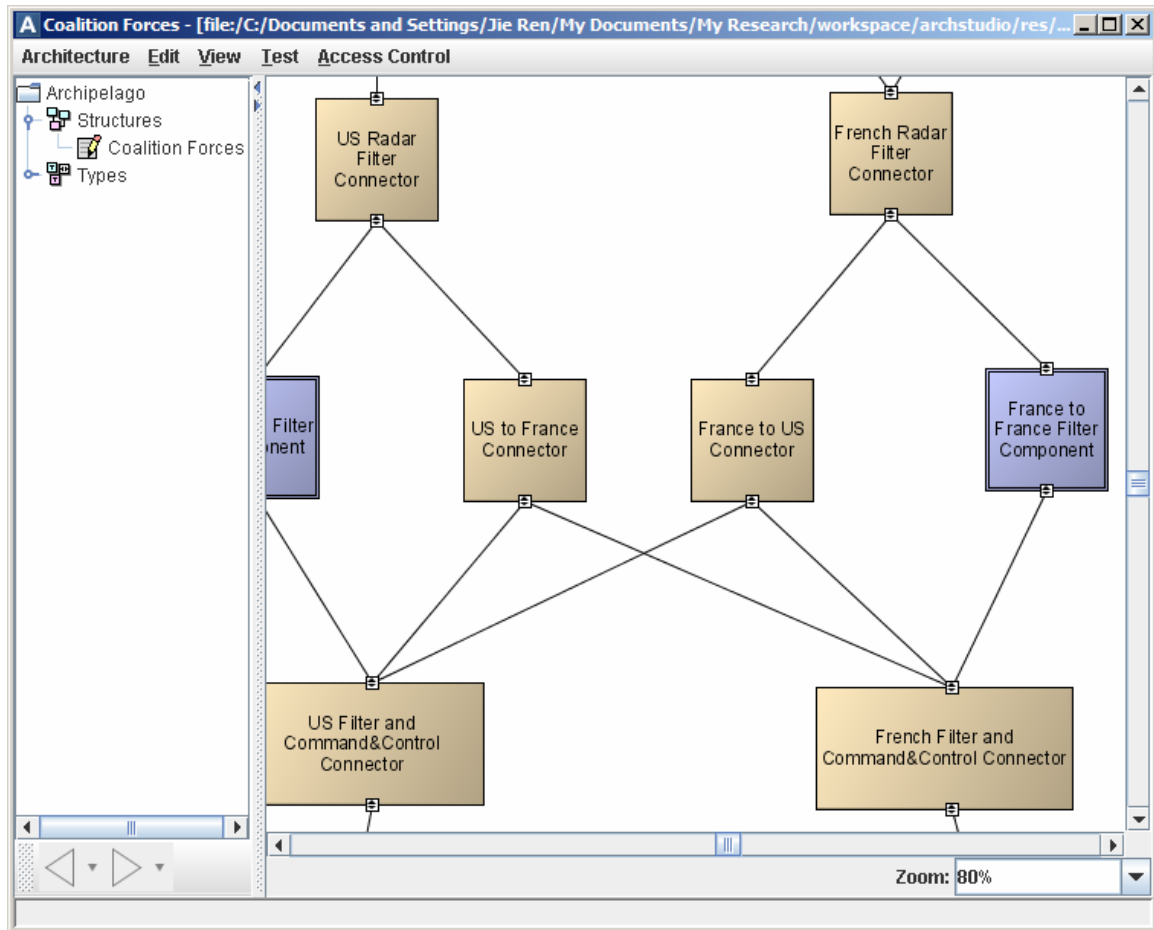 A Coalition Forces - [file:/C:/Documents and Settings/Jie Ren/My Documents/My Research/workspace/archstudio/res/...
Architecture Edit View Test Access Control
Archipelago
Structures
Coalition Forces
Types
US Radar
Filter
Connector
French Radar
Filter
Connector
Filter
nent
US to France
Connector
France to US
Connector
France to
France Filter
Component
US Filter and
Command&Control
Connector
French Filter and
Command&Control Connector
Zoom: 80%